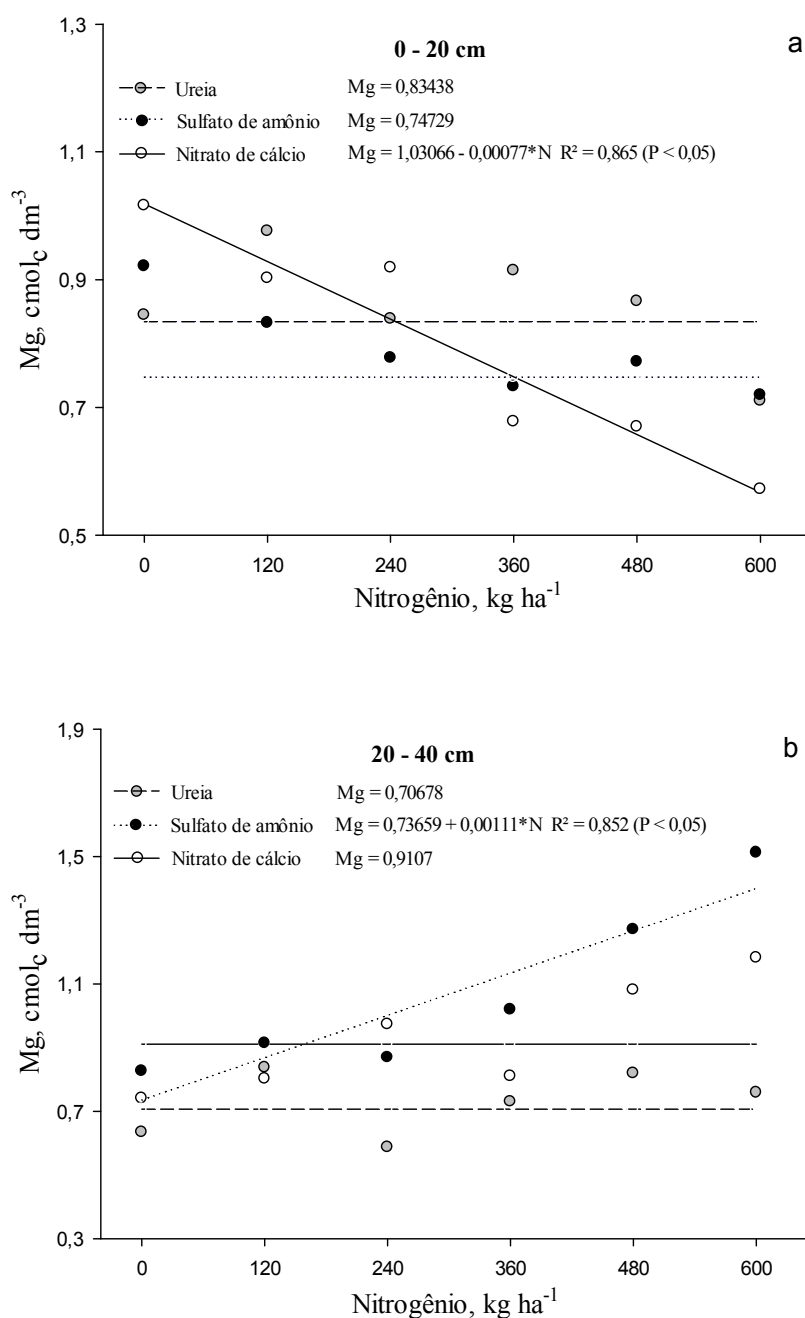 a
0 - 20 cm
Ureia Mg = 0,83438
Sulfato de amônio Mg = 0,74729
Nitrato de cálcio Mg = 1,03066 - 0,00077*N R² = 0,865 (P < 0,05)
Mg, cmolc dm-3
1,3
1,1
0,9
0,7
0,5
0 120 240 360 480 600
Nitrogênio, kg ha-1
b
20 - 40 cm
Ureia Mg = 0,70678
Sulfato de amônio Mg = 0,73659 + 0,00111*N R² = 0,852 (P < 0,05)
Nitrato de cálcio Mg = 0,9107
Mg, cmolc dm-3
1,9
1,5
1,1
0,7
0,3
0 120 240 360 480 600
Nitrogênio, kg ha-1